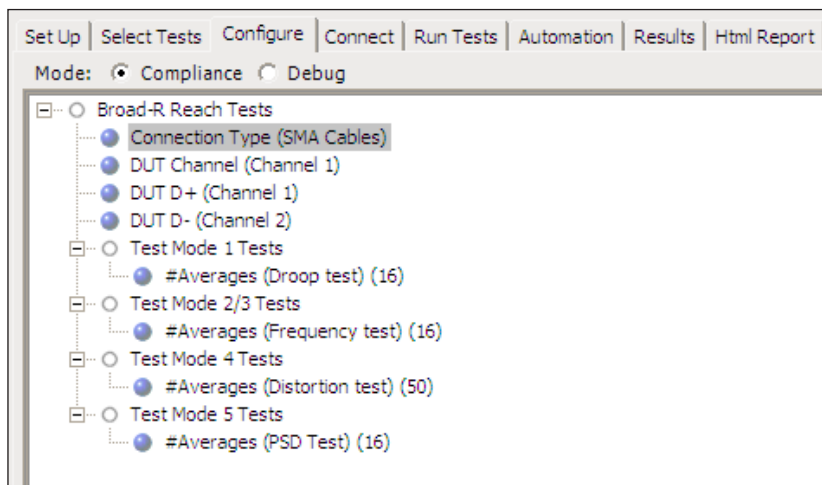 Set Up Select Tests Configure Connect Run Tests Automation Results Html Report
Mode: Compliance Debug
Broad-R Reach Tests
Connection Type (SMA Cables)
DUT Channel (Channel 1)
DUT D+ (Channel 1)
DUT D- (Channel 2)
Test Mode 1 Tests
#Averages (Droop test) (16)
Test Mode 2/3 Tests
#Averages (Frequency test) (16)
Test Mode 4 Tests
#Averages (Distortion test) (50)
Test Mode 5 Tests
#Averages (PSD Test) (16)